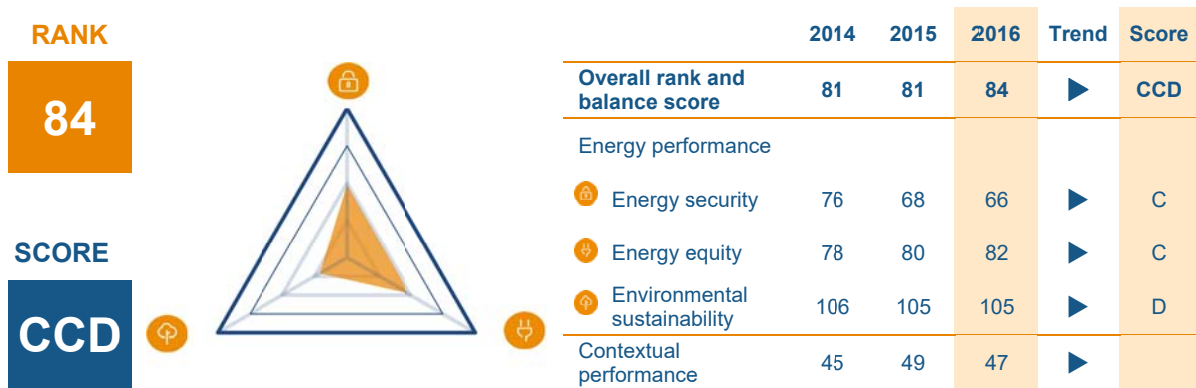 RANK
84
SCORE
CCD
2014 2015 2016 Trend Score
Overall rank and
balance score 81 81 84 CCD
Energy performance
Energy security 76 68 66 C
Energy equity 78 80 82 C
Environmental
sustainability 106 105 105 D
Contextual
performance 45 49 47